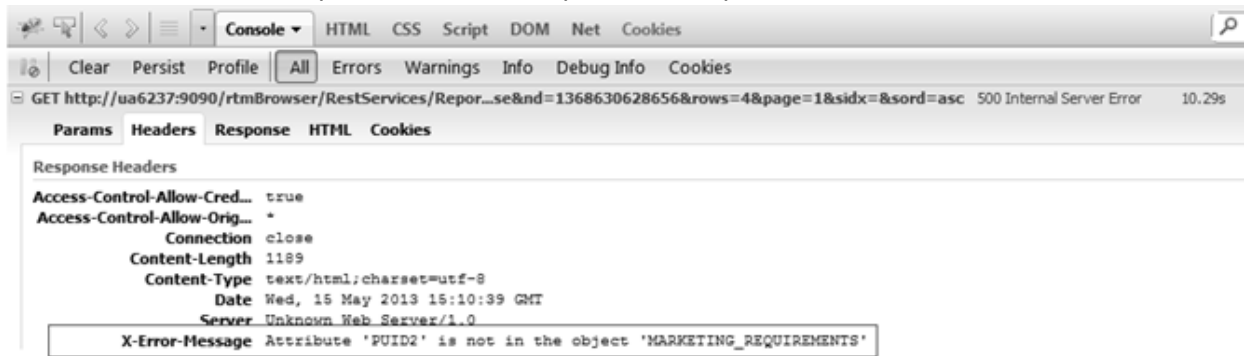 Console HTML CSS Script DOM Net Cookies
Clear Persist Profile All Errors Warnings Info Debug Info Cookies
GET http://ua6237:9090/rtmBrowser/RestServices/Repor...se&nd=1368630628656&rows=4&page=1&sidx=&sord=asc 500 Internal Server Error 10.29s
Params Headers Response HTML Cookies
Response Headers
Access-Control-Allow-Cred... true
Access-Control-Allow-Orig... *
Connection close
Content-Length 1189
Content-Type text/html;charset=utf-8
Date Wed, 15 May 2013 15:10:39 GMT
Server Unknown Web Server/1.0
X-Error-Message Attribute 'PUID2' is not in the object 'MARKETING_REQUIREMENTS'